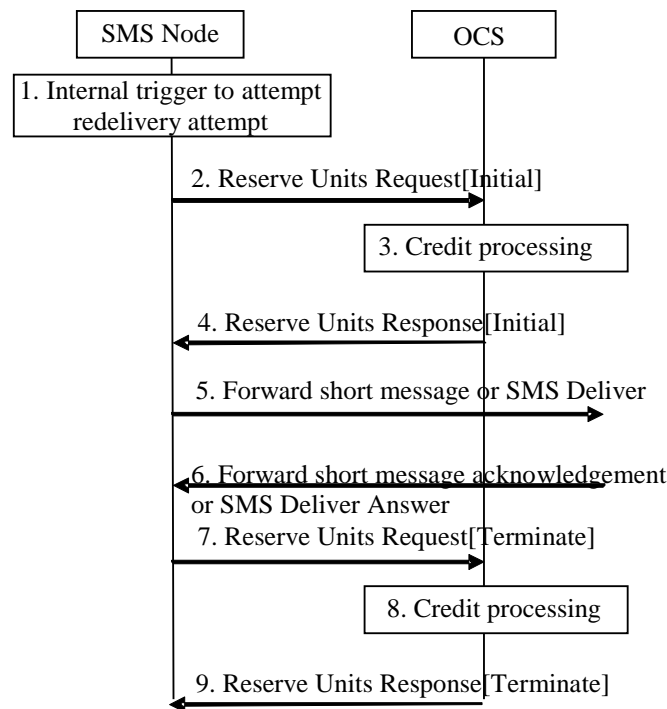 SMS Node
OCS
1. Internal trigger to attempt
redelivery attempt
2. Reserve Units Request[Initial]
3. Credit processing
4. Reserve Units Response[Initial]
5. Forward short message or SMS Deliver
6. Forward short message acknowledgement
or SMS Deliver Answer
7. Reserve Units Request[Terminate]
8. Credit processing
9. Reserve Units Response[Terminate]